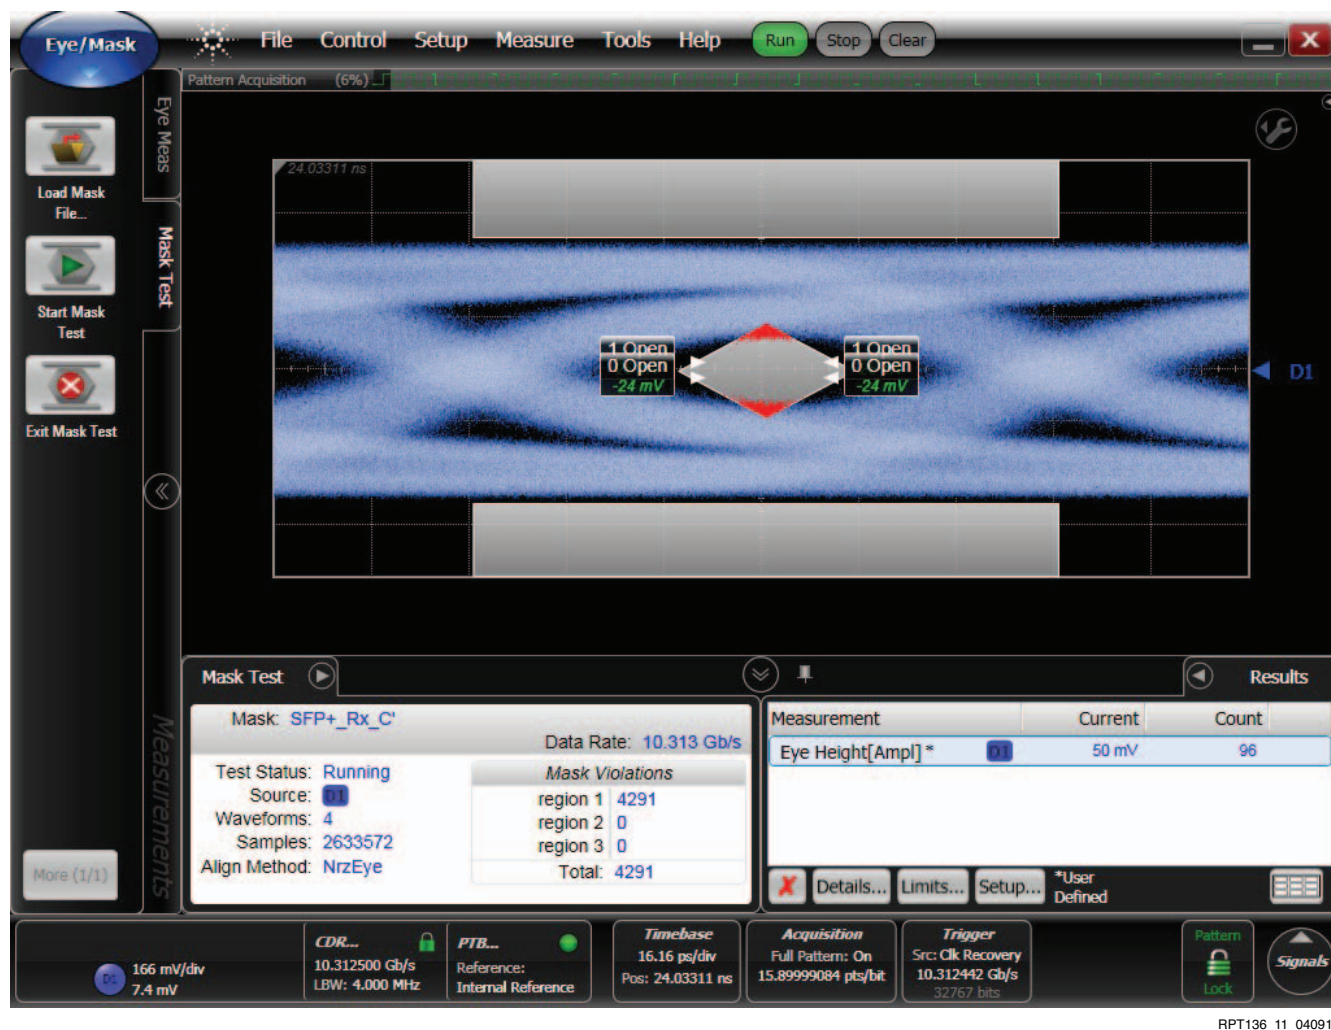 Eye/Mask
File Control Setup Measure Tools Help Run Stop Clear
Pattern Acquisition (6%)
Eye Meas
Mask Test
Load Mask
File...
Start Mask
Test
Exit Mask Test
Measurements
More (1/1)
24.03311 ns
1 Open
0 Open
-24 mV
1 Open
0 Open
-24 mV
D1
Mask Test
Mask: SFP+_Rx_C'
Data Rate: 10.313 Gb/s
Test Status: Running
Source: D1
Waveforms: 4
Samples: 2633572
Align Method: NrzEye
Mask Violations
region 1 4291
region 2 0
region 3 0
Total: 4291
Results
Measurement Current Count
Eye Height[Ampl] * D1 50 mV 96
Details... Limits... Setup... *User
Defined
D1 166 mV/div
7.4 mV
CDR...
10.312500 Gb/s
LBW: 4.000 MHz
PTB...
Reference:
Internal Reference
Timebase
16.16 ps/div
Pos: 24.03311 ns
Acquisition
Full Pattern: On
15.89999084 pts/bit
Trigger
Src: Clk Recovery
10.312442 Gb/s
32767 bits
Pattern
Lock
Signals
RPT136_11_04091